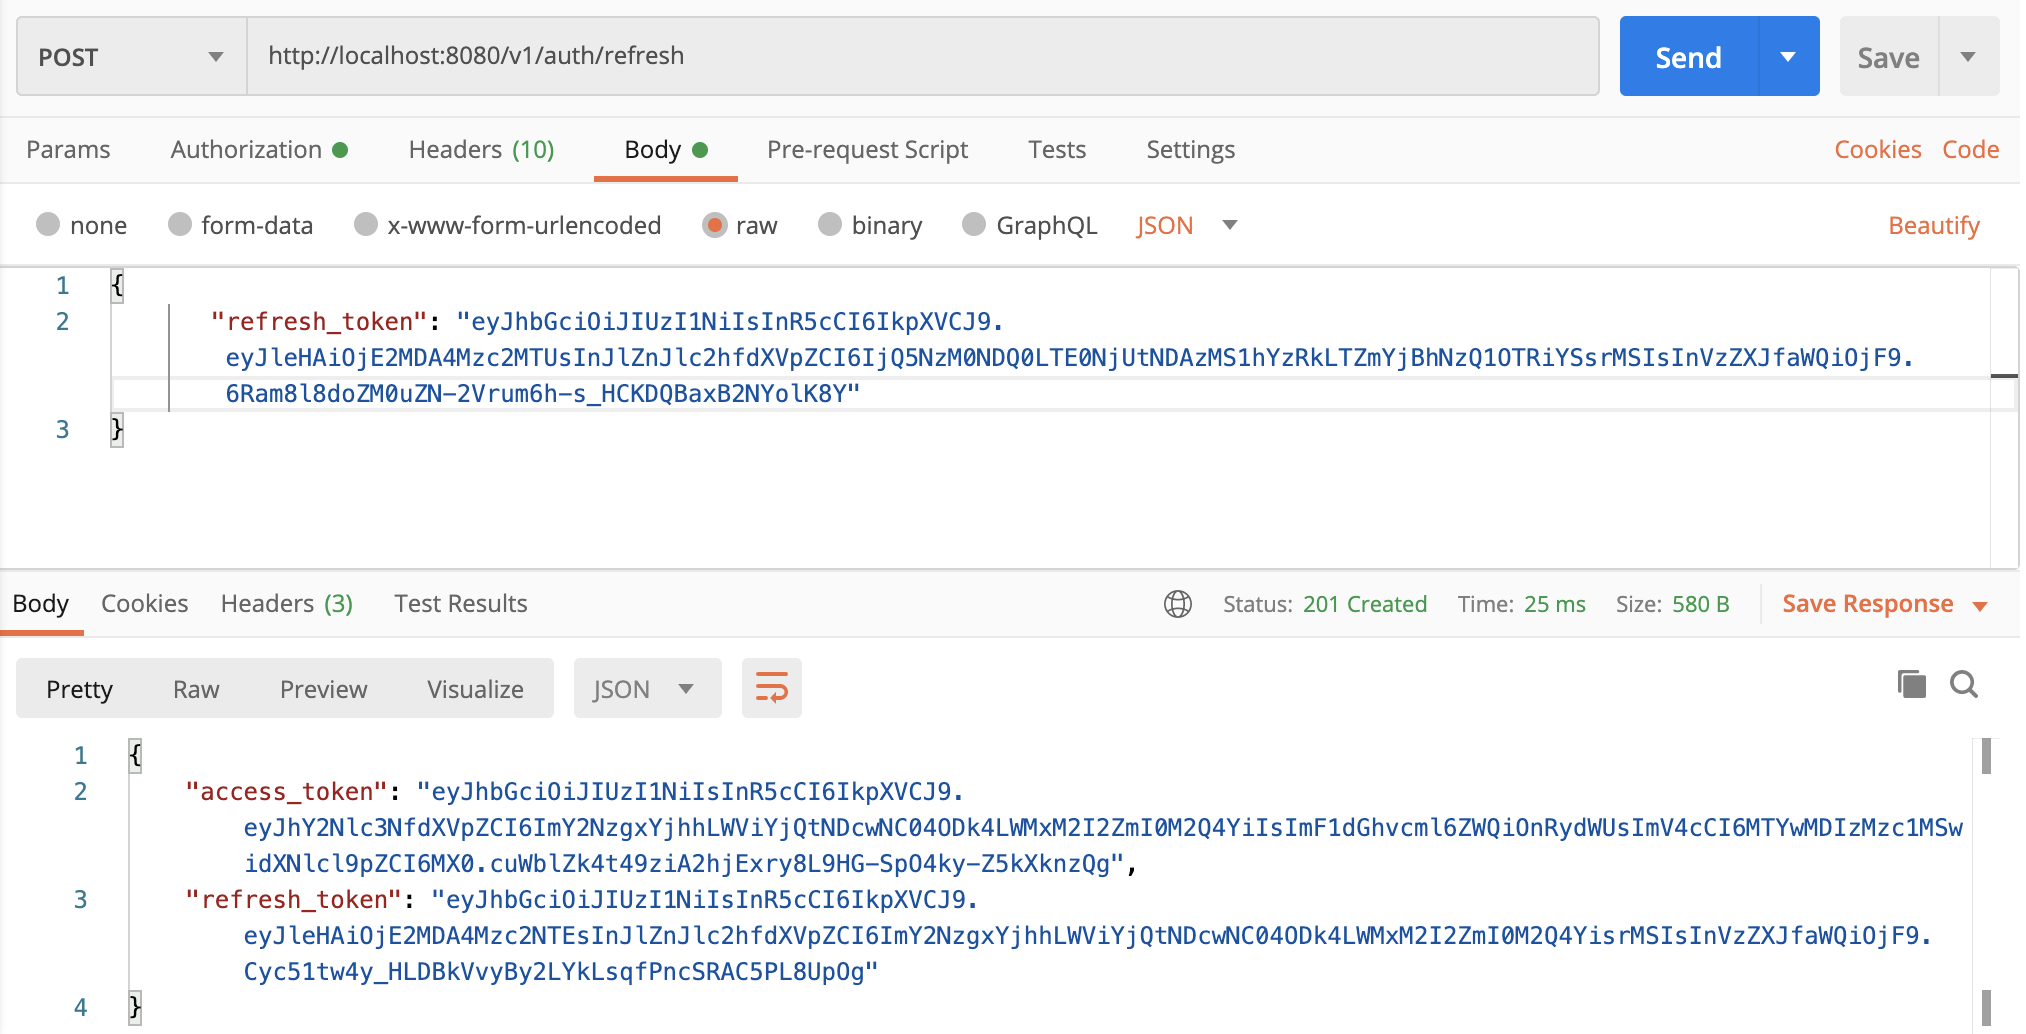 POST http://localhost:8080/v1/auth/refresh Send Save
Params Authorization Headers (10) Body Pre-request Script Tests Settings Cookies Code
none form-data x-www-form-urlencoded raw binary GraphQL JSON Beautify
1 {
2 "refresh_token": "eyJhbGciOiJIUzI1NiIsInR5cCI6IkpXVCJ9.
eyJleHAiOjE2MDA4Mzc2MTUsInJlZnJlc2hfdXVpZCI6IjQ5NzM0NDQ0LTE0NjUtNDAzMS1hYzRkLTZmYjBhNzQ1OTRiYSsrMSIsInVzZXJfaWQiOjF9.
6Ram8l8doZM0uZN-2Vrum6h-s_HCKDQBaxB2NYolK8Y"
3 }
Body Cookies Headers (3) Test Results Status: 201 Created Time: 25 ms Size: 580 B Save Response
Pretty Raw Preview Visualize JSON
1 {
2 "access_token": "eyJhbGciOiJIUzI1NiIsInR5cCI6IkpXVCJ9.
eyJhY2Nlc3NfdXVpZCI6ImY2NzgxYjhhLWViYjQtNDcwNC04ODk4LWMxM2I2ZmI0M2Q4YiIsImF1dGhvcml6ZWQiOnRydWUsImV4cCI6MTYwMDIzMzc1MSw
idXNlcl9pZCI6MX0.cuWblZk4t49ziA2hjExry8L9HG-SpO4ky-Z5kXknzQg",
3 "refresh_token": "eyJhbGciOiJIUzI1NiIsInR5cCI6IkpXVCJ9.
eyJleHAiOjE2MDA4Mzc2NTEsInJlZnJlc2hfdXVpZCI6ImY2NzgxYjhhLWViYjQtNDcwNC04ODk4LWMxM2I2ZmI0M2Q4YisrMSIsInVzZXJfaWQiOjF9.
Cyc51tw4y_HLDBkVvyBy2LYkLsqfPncSRAC5PL8UpOg"
4 }